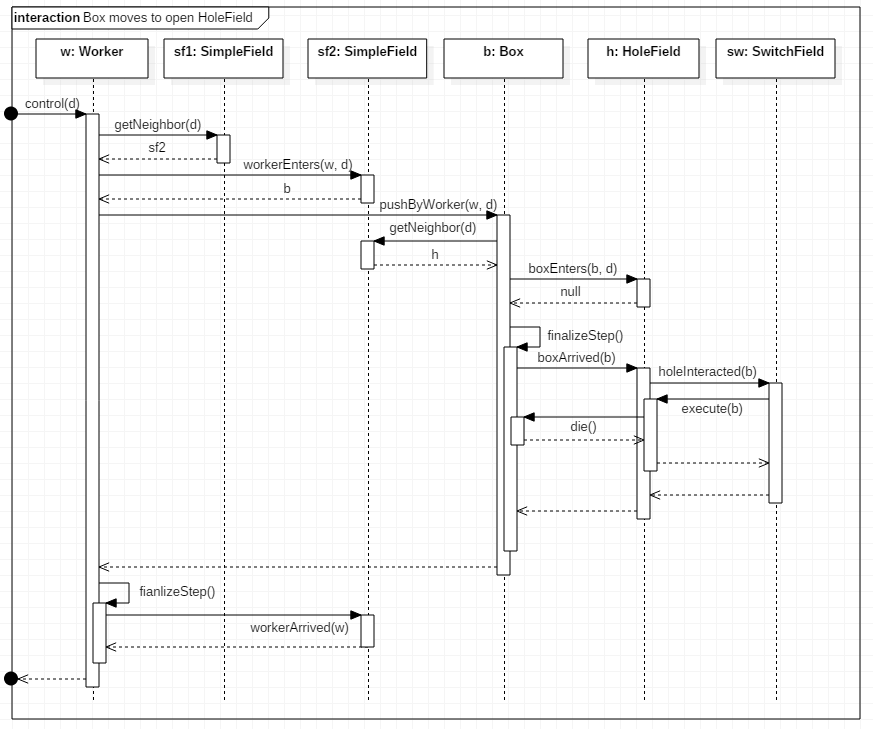 interaction Box moves to open HoleField
w: Worker
sf1: SimpleField
sf2: SimpleField
b: Box
h: HoleField
sw: SwitchField
control(d)
getNeighbor(d)
sf2
workerEnters(w, d)
b
pushByWorker(w, d)
getNeighbor(d)
h
boxEnters(b, d)
null
finalizeStep()
boxArrived(b)
holeInteracted(b)
execute(b)
die()
fianlizeStep()
workerArrived(w)